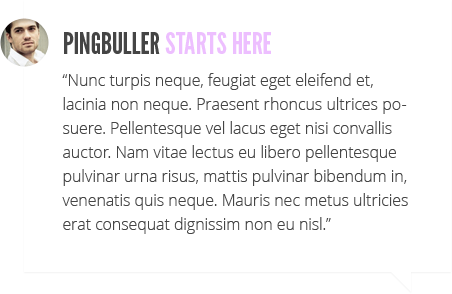 PINGBULLER STARTS HERE
“Nunc turpis neque, feugiat eget eleifend et,
lacinia non neque. Praesent rhoncus ultrices po-
suere. Pellentesque vel lacus eget nisi convallis
auctor. Nam vitae lectus eu libero pellentesque
pulvinar urna risus, mattis pulvinar bibendum in,
venenatis quis neque. Mauris nec metus ultricies
erat consequat dignissim non eu nisl.”